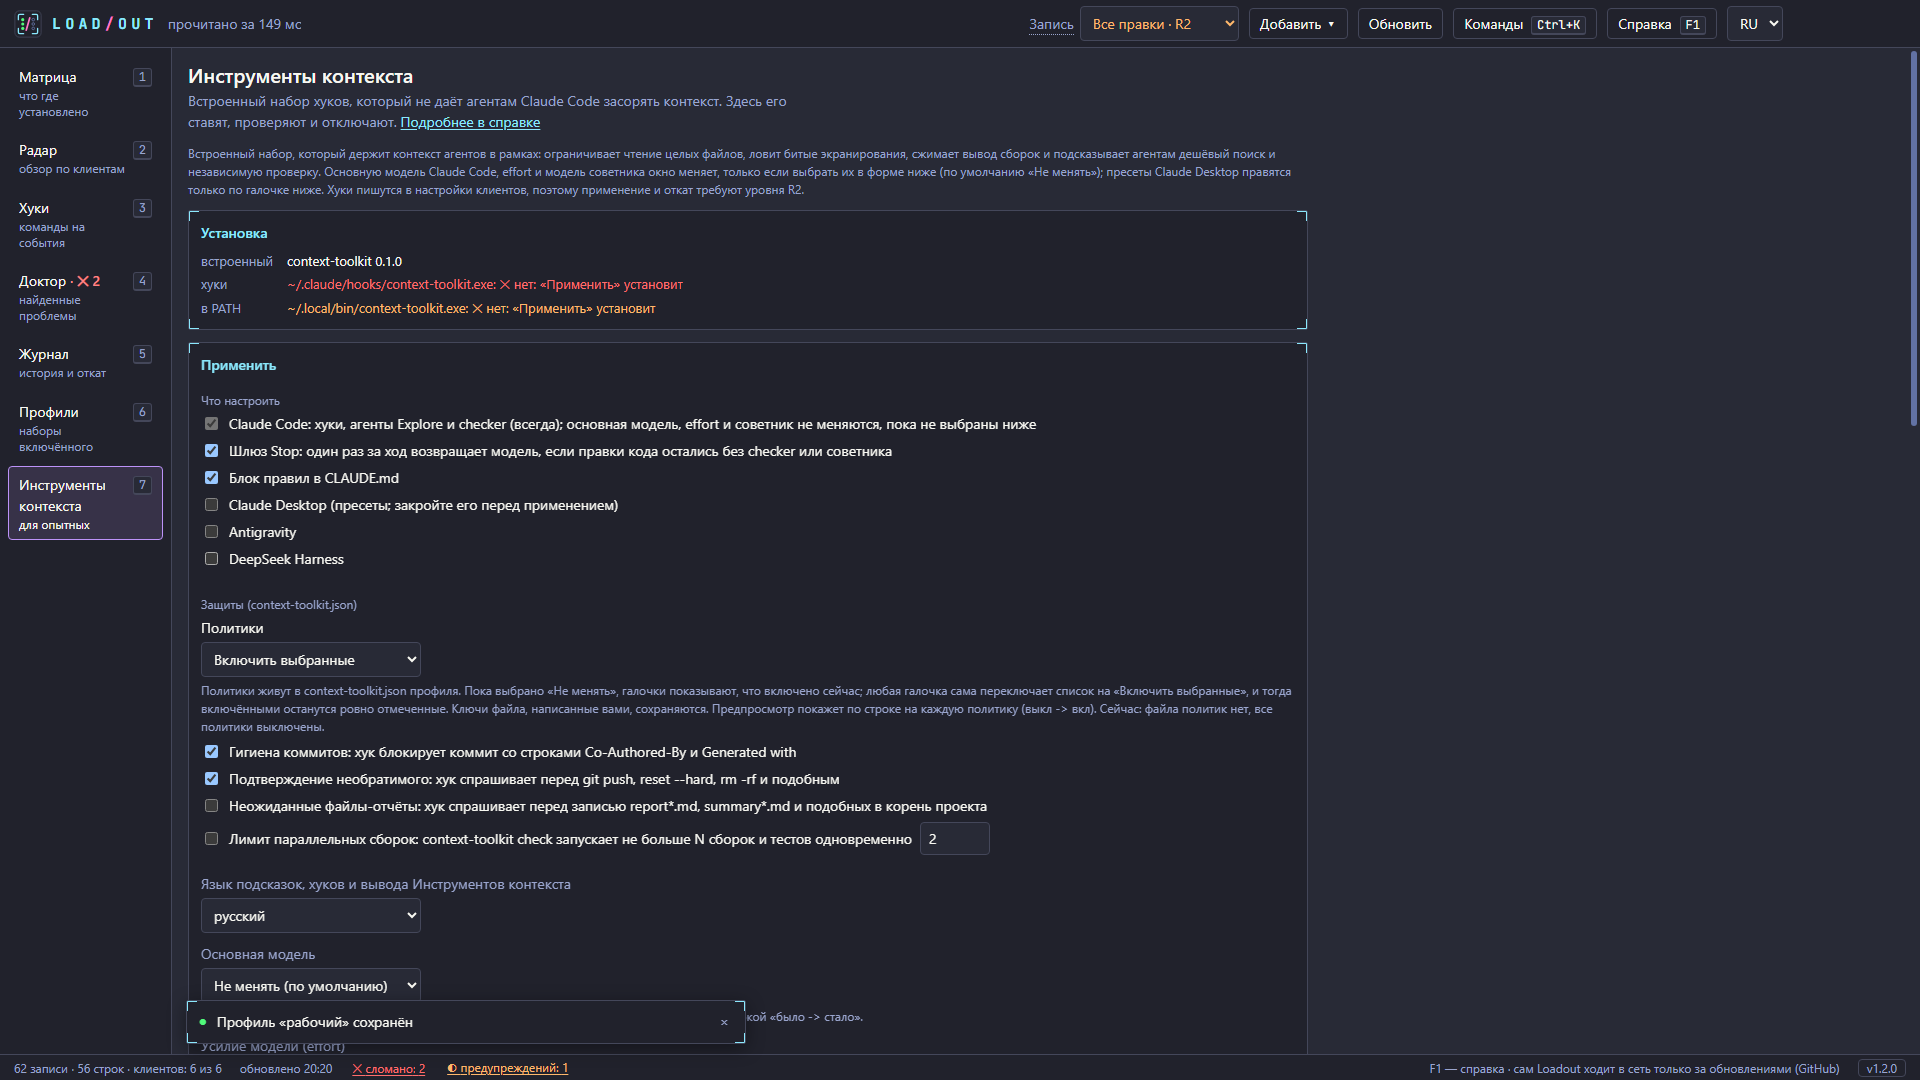 LOAD/OUT прочитано за 149 мс Запись Все правки · R2 Добавить ▾ Обновить Команды Ctrl+K Справка F1 RU
Матрица 1
что где
установлено
Радар 2
обзор по клиентам
Хуки 3
команды на
события
Доктор · ✕ 2 4
найденные
проблемы
Журнал 5
история и откат
Профили 6
наборы
включённого
Инструменты 7
контекста
для опытных
Инструменты контекста
Встроенный набор хуков, который не даёт агентам Claude Code засорять контекст. Здесь его
ставят, проверяют и отключают. Подробнее в справке
Встроенный набор, который держит контекст агентов в рамках: ограничивает чтение целых файлов, ловит битые экранирования, сжимает вывод сборок и подсказывает агентам дешёвый поиск и
независимую проверку. Основную модель Claude Code, effort и модель советника окно меняет, только если выбрать их в форме ниже (по умолчанию «Не менять»); пресеты Claude Desktop правятся
только по галочке ниже. Хуки пишутся в настройки клиентов, поэтому применение и откат требуют уровня R2.
Установка
встроенный context-toolkit 0.1.0
хуки ~/.claude/hooks/context-toolkit.exe: ✕ нет: «Применить» установит
в PATH ~/.local/bin/context-toolkit.exe: ✕ нет: «Применить» установит
Применить
Что настроить
Claude Code: хуки, агенты Explore и checker (всегда); основная модель, effort и советник не меняются, пока не выбраны ниже
Шлюз Stop: один раз за ход возвращает модель, если правки кода остались без checker или советника
Блок правил в CLAUDE.md
Claude Desktop (пресеты; закройте его перед применением)
Antigravity
DeepSeek Harness
Защиты (context-toolkit.json)
Политики
Включить выбранные
Политики живут в context-toolkit.json профиля. Пока выбрано «Не менять», галочки показывают, что включено сейчас; любая галочка сама переключает список на «Включить выбранные», и тогда
включёнными останутся ровно отмеченные. Ключи файла, написанные вами, сохраняются. Предпросмотр покажет по строке на каждую политику (выкл -> вкл). Сейчас: файла политик нет, все
политики выключены.
Гигиена коммитов: хук блокирует коммит со строками Co-Authored-By и Generated with
Подтверждение необратимого: хук спрашивает перед git push, reset --hard, rm -rf и подобным
Неожиданные файлы-отчёты: хук спрашивает перед записью report*.md, summary*.md и подобных в корень проекта
Лимит параллельных сборок: context-toolkit check запускает не больше N сборок и тестов одновременно 2
Язык подсказок, хуков и вывода Инструментов контекста
русский
Основная модель
Не менять (по умолчанию)
кой «было -> стало».
Профиль «рабочий» сохранён ×
Усилие модели (effort)
62 записи · 56 строк · клиентов: 6 из 6 обновлено 20:20 ✕ сломано: 2 ◐ предупреждений: 1 F1 — справка · сам Loadout ходит в сеть только за обновлениями (GitHub) v1.2.0